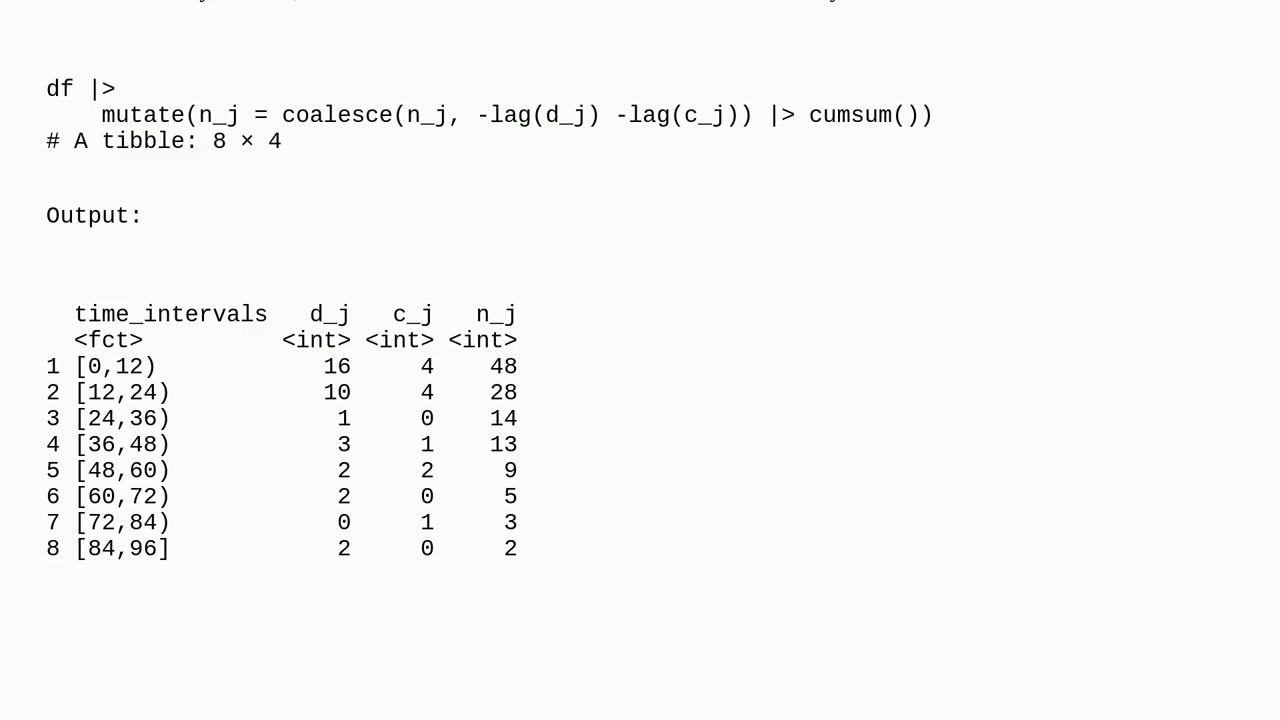 df |>
    mutate(n_j = coalesce(n_j, -lag(d_j) -lag(c_j)) |> cumsum())
# A tibble: 8 × 4
Output:
  time_intervals   d_j   c_j   n_j
  <fct>          <int> <int> <int>
1 [0,12)            16     4    48
2 [12,24)           10     4    28
3 [24,36)            1     0    14
4 [36,48)            3     1    13
5 [48,60)            2     2     9
6 [60,72)            2     0     5
7 [72,84)            0     1     3
8 [84,96]            2     0     2